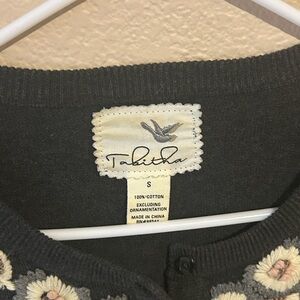 Tabitha
S
100% COTTON
EXCLUDING
ORNAMENTATION
MADE IN CHINA